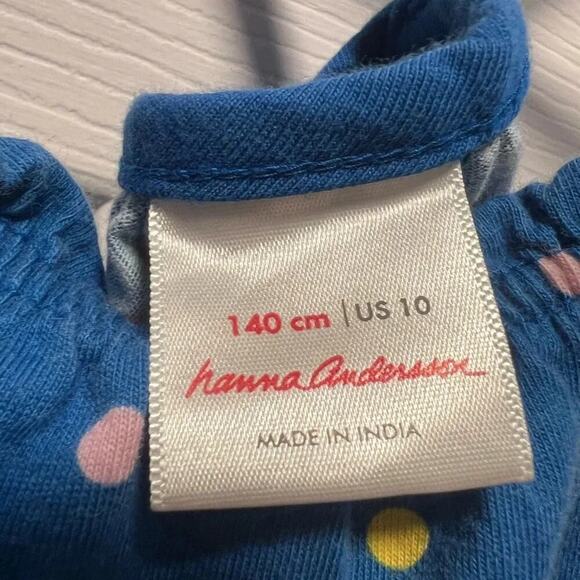 140 cm | US 10
hanna Andersson
MADE IN INDIA